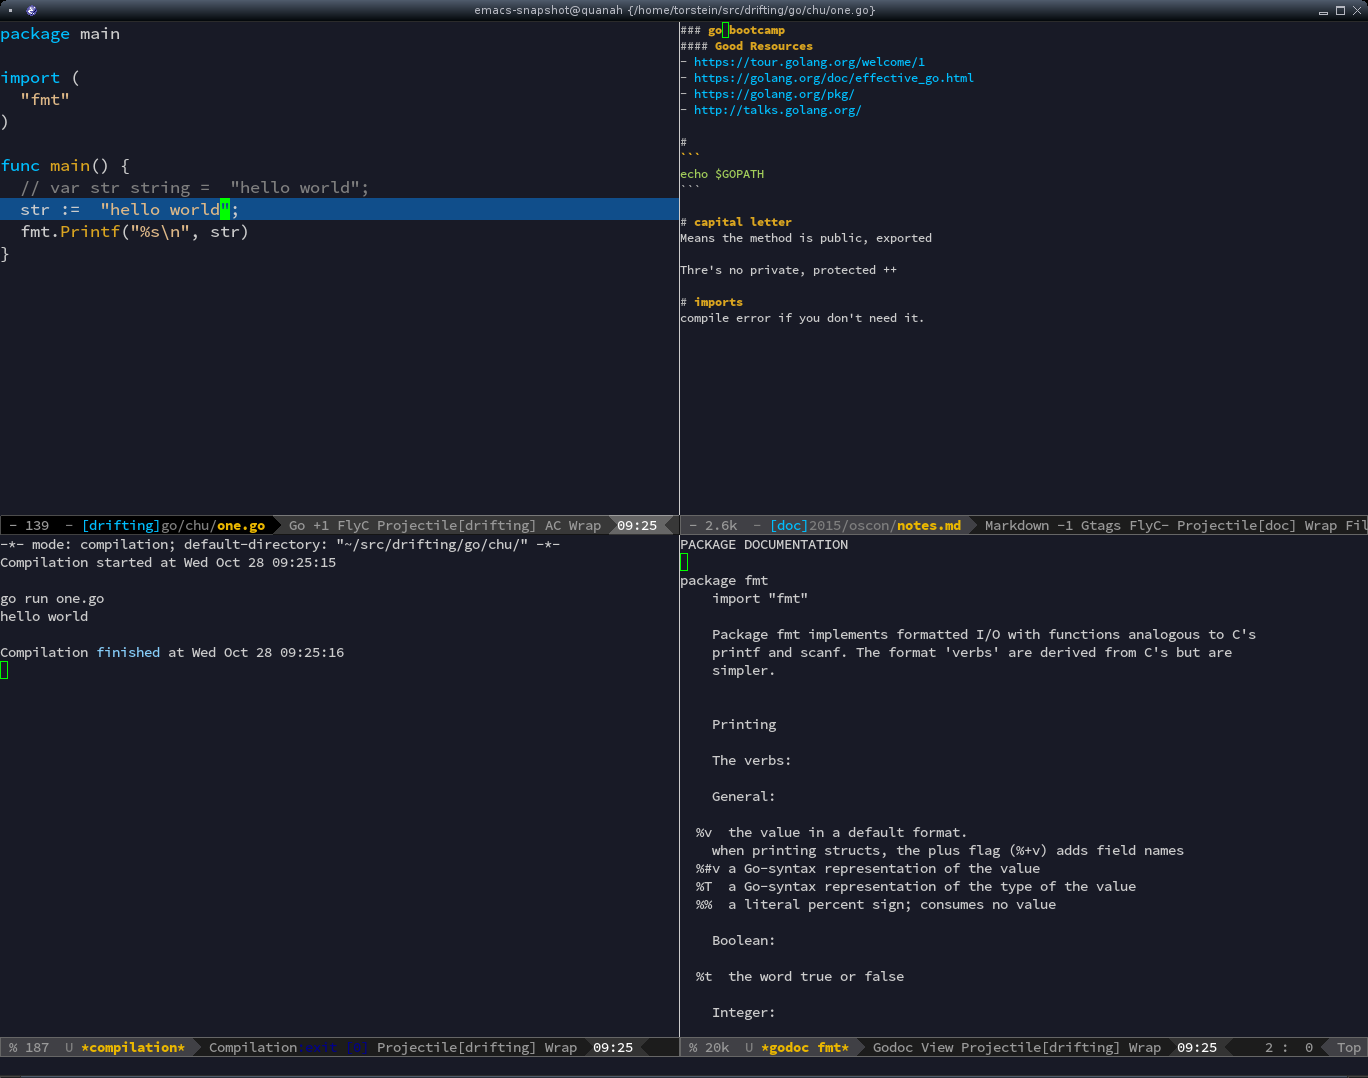 emacs-snapshot@quanah {/home/torstein/src/drifting/go/chu/one.go}
package main
import (
  "fmt"
)
func main() {
  // var str string =  "hello world";
  str :=  "hello world";
  fmt.Printf("%s\n", str)
}
- 139  - [drifting]go/chu/one.go  Go +1 FlyC Projectile[drifting] AC Wrap  09:25
### go bootcamp
#### Good Resources
- https://tour.golang.org/welcome/1
- https://golang.org/doc/effective_go.html
- https://golang.org/pkg/
- http://talks.golang.org/
#
```
echo $GOPATH
```
# capital letter
Means the method is public, exported
Thre's no private, protected ++
# imports
compile error if you don't need it.
- 2.6k  - [doc]2015/oscon/notes.md  Markdown -1 Gtags FlyC- Projectile[doc] Wrap Fil
-*- mode: compilation; default-directory: "~/src/drifting/go/chu/" -*-
Compilation started at Wed Oct 28 09:25:15
go run one.go
hello world
Compilation finished at Wed Oct 28 09:25:16
% 187  U *compilation*  Compilation:exit [0] Projectile[drifting] Wrap  09:25
PACKAGE DOCUMENTATION
package fmt
    import "fmt"
    Package fmt implements formatted I/O with functions analogous to C's
    printf and scanf. The format 'verbs' are derived from C's but are
    simpler.
    Printing
    The verbs:
    General:
  %v  the value in a default format.
    when printing structs, the plus flag (%+v) adds field names
  %#v a Go-syntax representation of the value
  %T  a Go-syntax representation of the type of the value
  %%  a literal percent sign; consumes no value
    Boolean:
  %t  the word true or false
    Integer:
% 20k  U *godoc fmt*  Godoc View Projectile[drifting] Wrap  09:25  2 :  0  Top